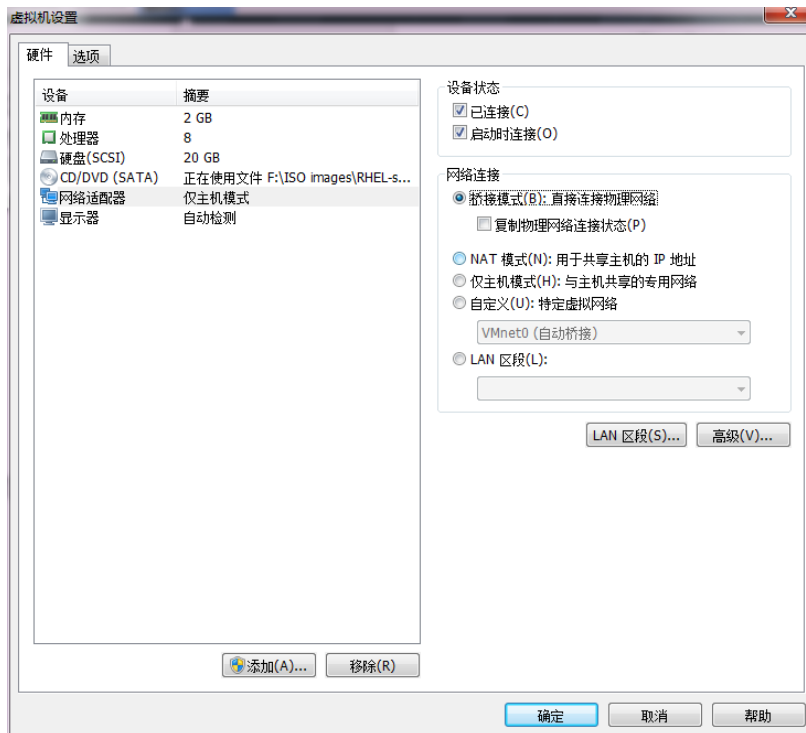 虚拟机设置
硬件 选项
设备 摘要
内存 2 GB
处理器 8
硬盘(SCSI) 20 GB
CD/DVD (SATA) 正在使用文件 F:\ISO images\RHEL-s...
网络适配器 仅主机模式
显示器 自动检测
添加(A)... 移除(R)
设备状态
已连接(C)
启动时连接(O)
网络连接
桥接模式(B): 直接连接物理网络
复制物理网络连接状态(P)
NAT 模式(N): 用于共享主机的 IP 地址
仅主机模式(H): 与主机共享的专用网络
自定义(U): 特定虚拟网络
VMnet0 (自动桥接)
LAN 区段(L):
LAN 区段(S)... 高级(V)...
确定 取消 帮助